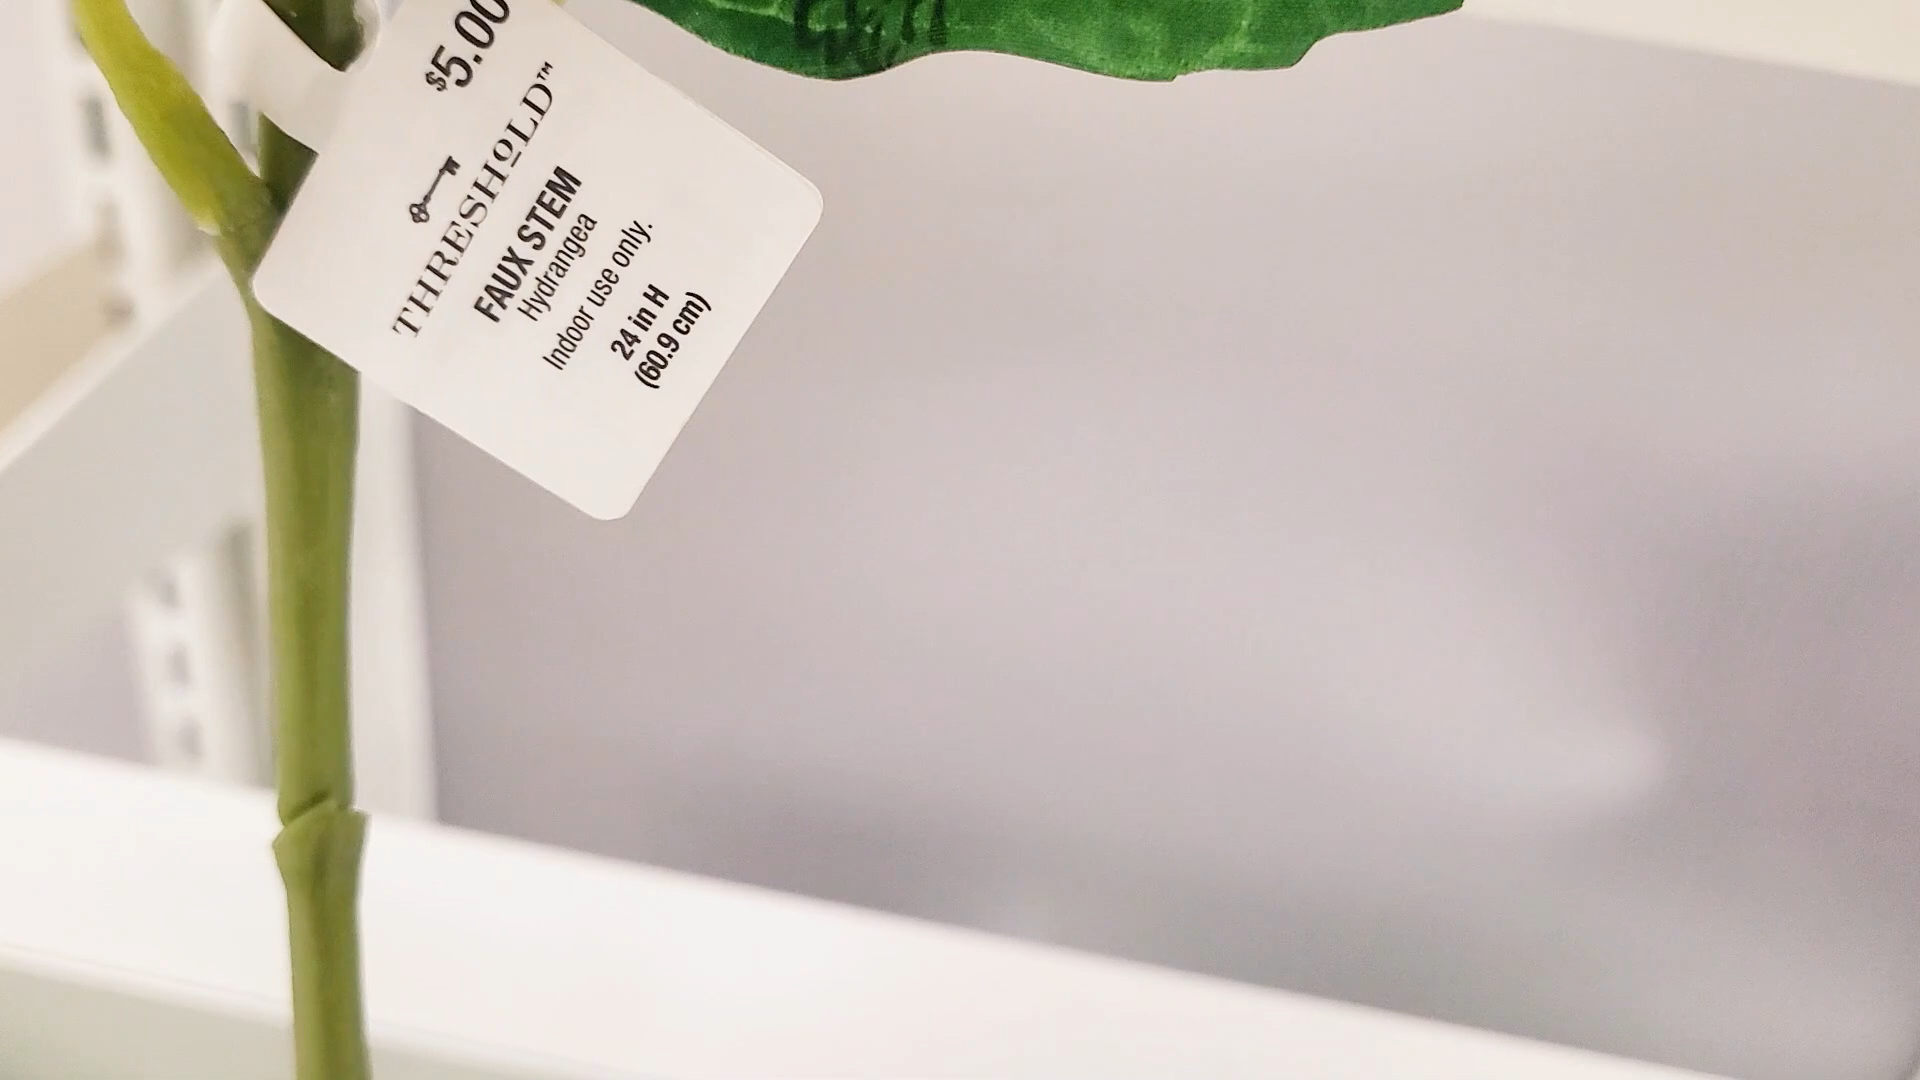 $5.00
THRESHOLD™
FAUX STEM
Hydrangea
Indoor use only.
24 in H
(60.9 cm)